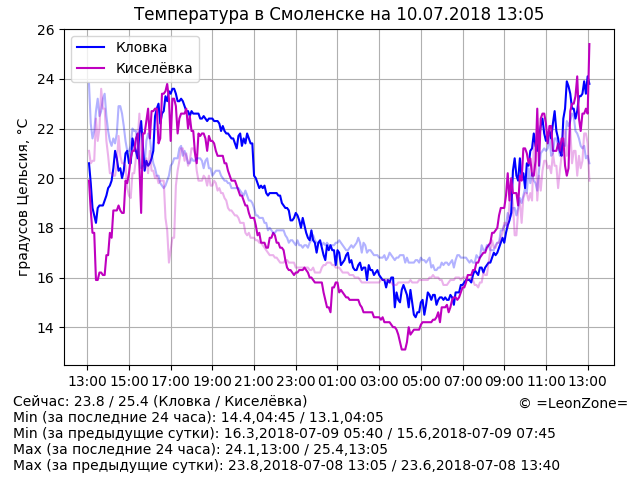 Температура в Смоленске на 10.07.2018 13:05
Кловка
Киселёвка
градусов Цельсия, °C
26
24
22
20
18
16
14
13:00 15:00 17:00 19:00 21:00 23:00 01:00 03:00 05:00 07:00 09:00 11:00 13:00
Сейчас: 23.8 / 25.4 (Кловка / Киселёвка)
© =LeonZone=
Min (за последние 24 часа): 14.4,04:45 / 13.1,04:05
Min (за предыдущие сутки): 16.3,2018-07-09 05:40 / 15.6,2018-07-09 07:45
Max (за последние 24 часа): 24.1,13:00 / 25.4,13:05
Max (за предыдущие сутки): 23.8,2018-07-08 13:05 / 23.6,2018-07-08 13:40